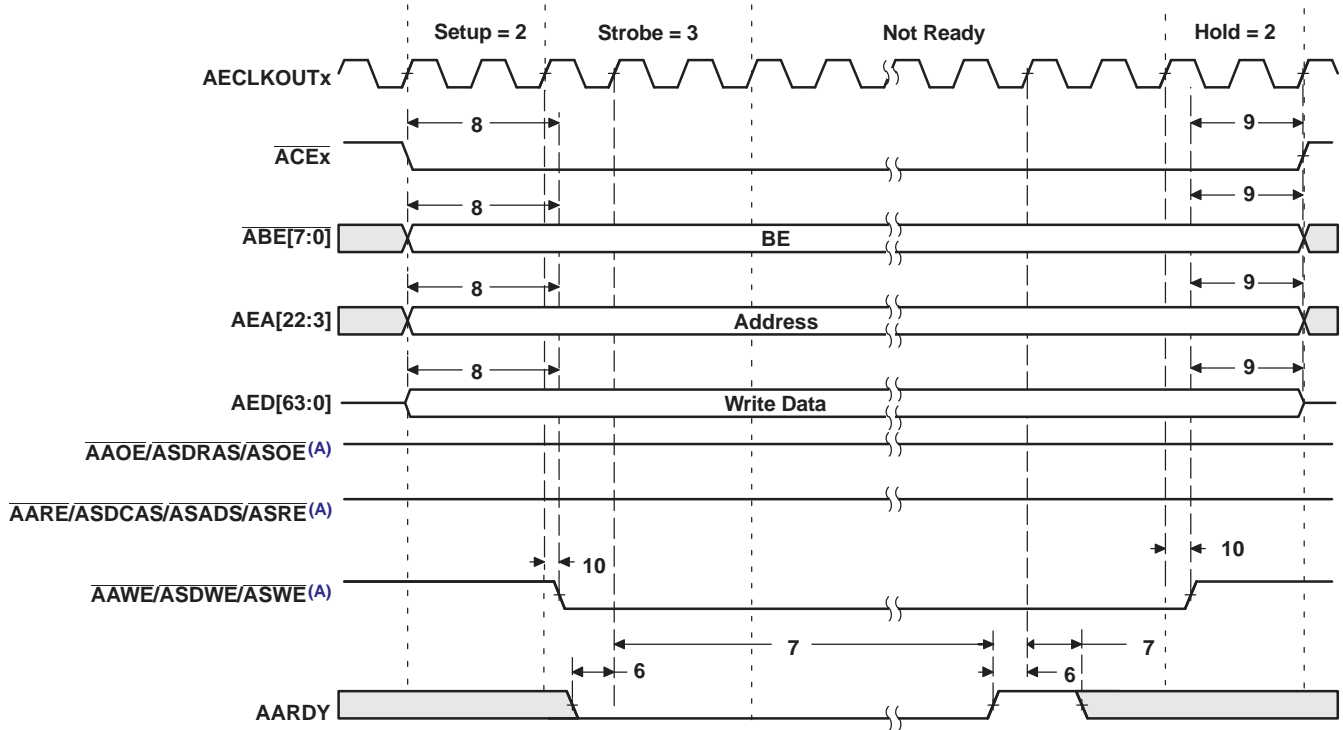 Setup = 2 Strobe = 3 Not Ready Hold = 2
AECLKOUTx
8 9
ACEx
8 9
ABE[7:0] BE
8 9
AEA[22:3] Address
8 9
AED[63:0] Write Data
AAOE/ASDRAS/ASOE(A)
AARE/ASDCAS/ASADS/ASRE(A)
10 10
AAWE/ASDWE/ASWE(A)
7 7
6 6
AARDY